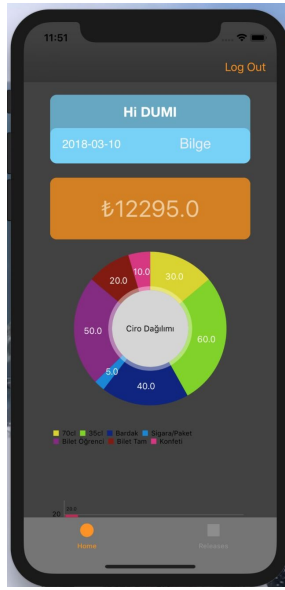 11:51
Log Out
Hi DUMI
2018-03-10 Bilge
₺12295.0
10.0 30.0
20.0
50.0 Ciro Dağılımı 60.0
5.0
40.0
70cl 35cl Bardak Sigara/Paket
Bilet Öğrenci Bilet Tam Konfeti
20
Home Releases